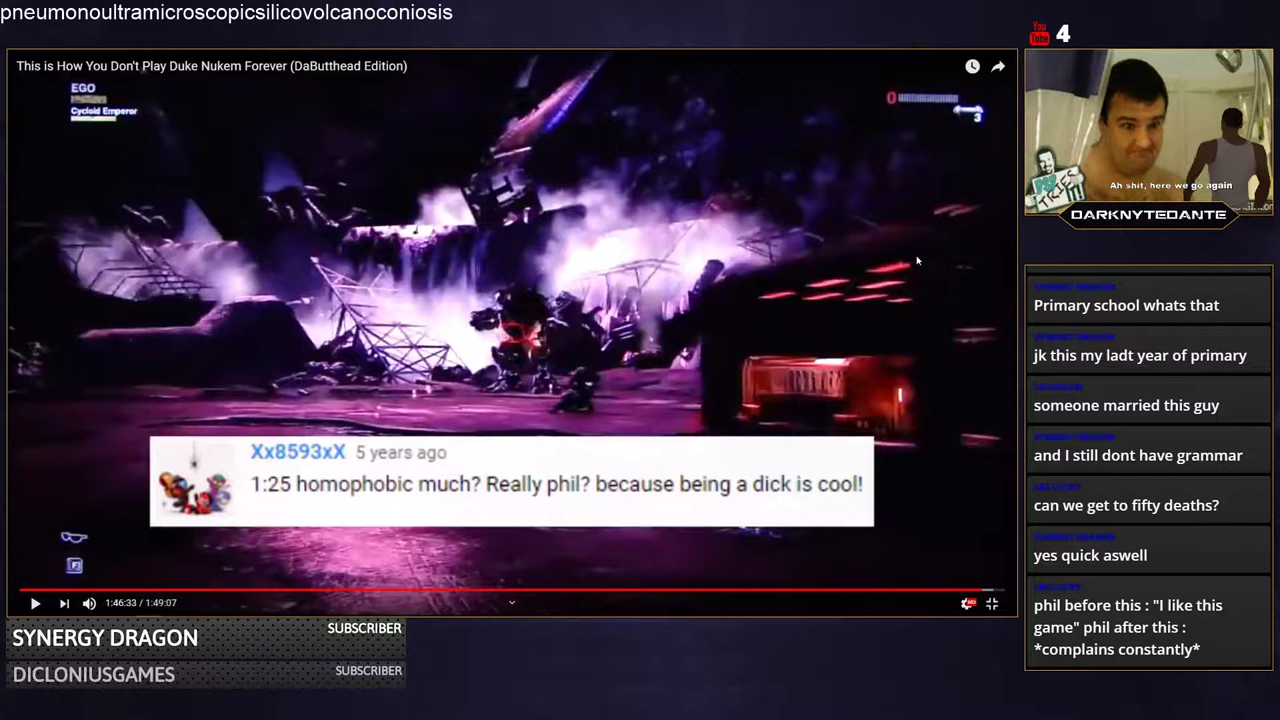 pneumonoultramicroscopicsilicovolcanoconiosis
You Tube 4
This is How You Don't Play Duke Nukem Forever (DaButthead Edition)
EGO
Cycloid Emperor
0
3
Xx8593xX 5 years ago
1:25 homophobic much? Really phil? because being a dick is cool!
1:46:33 / 1:49:07
Ah shit, here we go again
DARKNYTEDANTE
Primary school whats that
jk this my ladt year of primary
someone married this guy
and I still dont have grammar
can we get to fifty deaths?
yes quick aswell
phil before this : "I like this
game" phil after this :
*complains constantly*
SYNERGY DRAGON SUBSCRIBER
DICLONIUSGAMES SUBSCRIBER